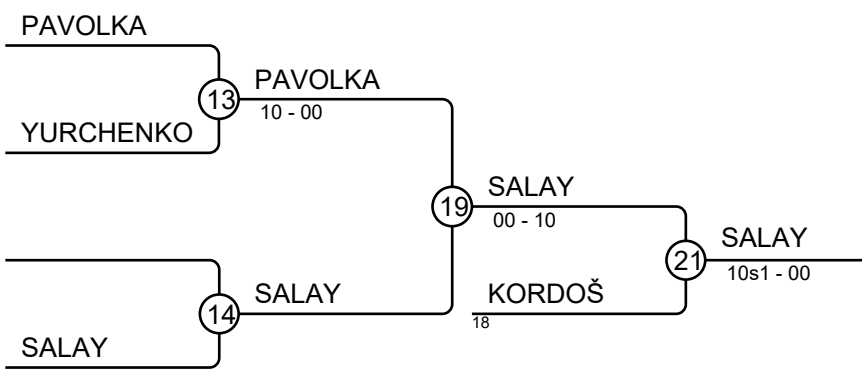 PAVOLKA
13
PAVOLKA
10 - 00
YURCHENKO
19
SALAY
00 - 10
21
SALAY
10s1 - 00
14
SALAY
KORDOŠ
18
SALAY